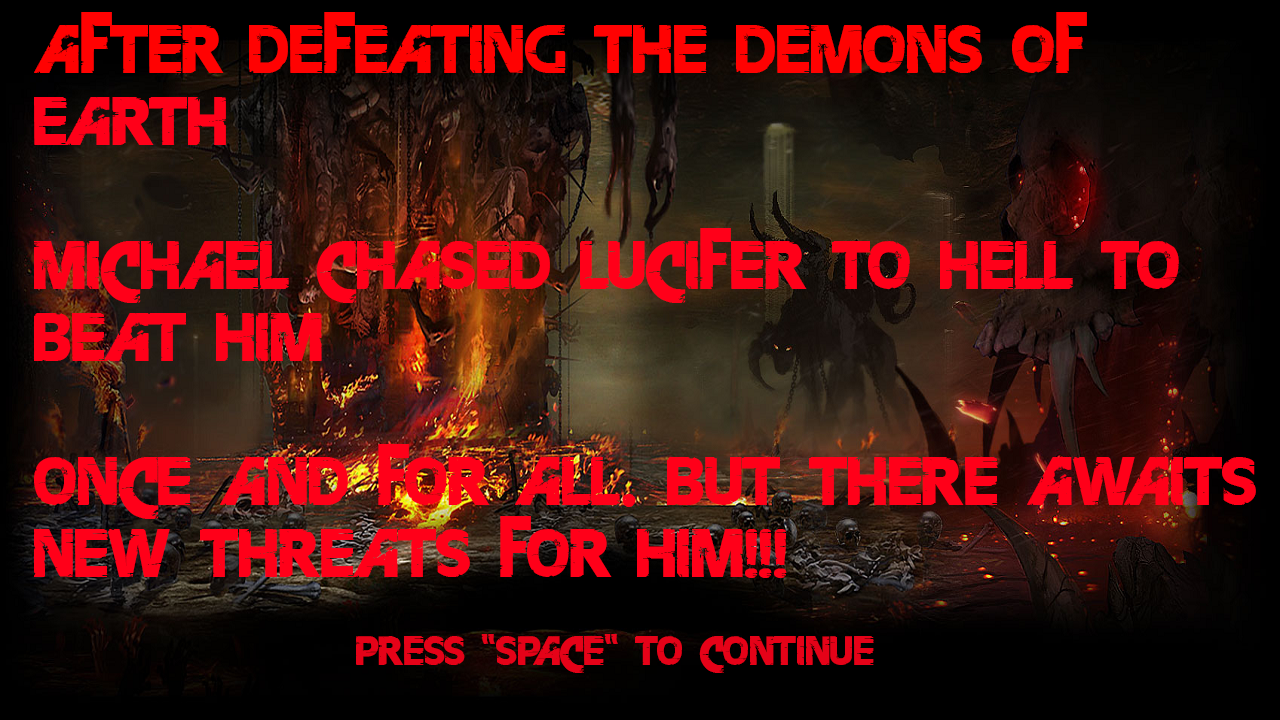 AFTER DEFEATING THE DEMONS OF
EARTH
MICHAEL CHASED LUCIFER TO HELL TO
BEAT HIM
ONCE AND FOR ALL, BUT THERE AWAITS
NEW THREATS FOR HIM!!!
PRESS "SPACE" TO CONTINUE